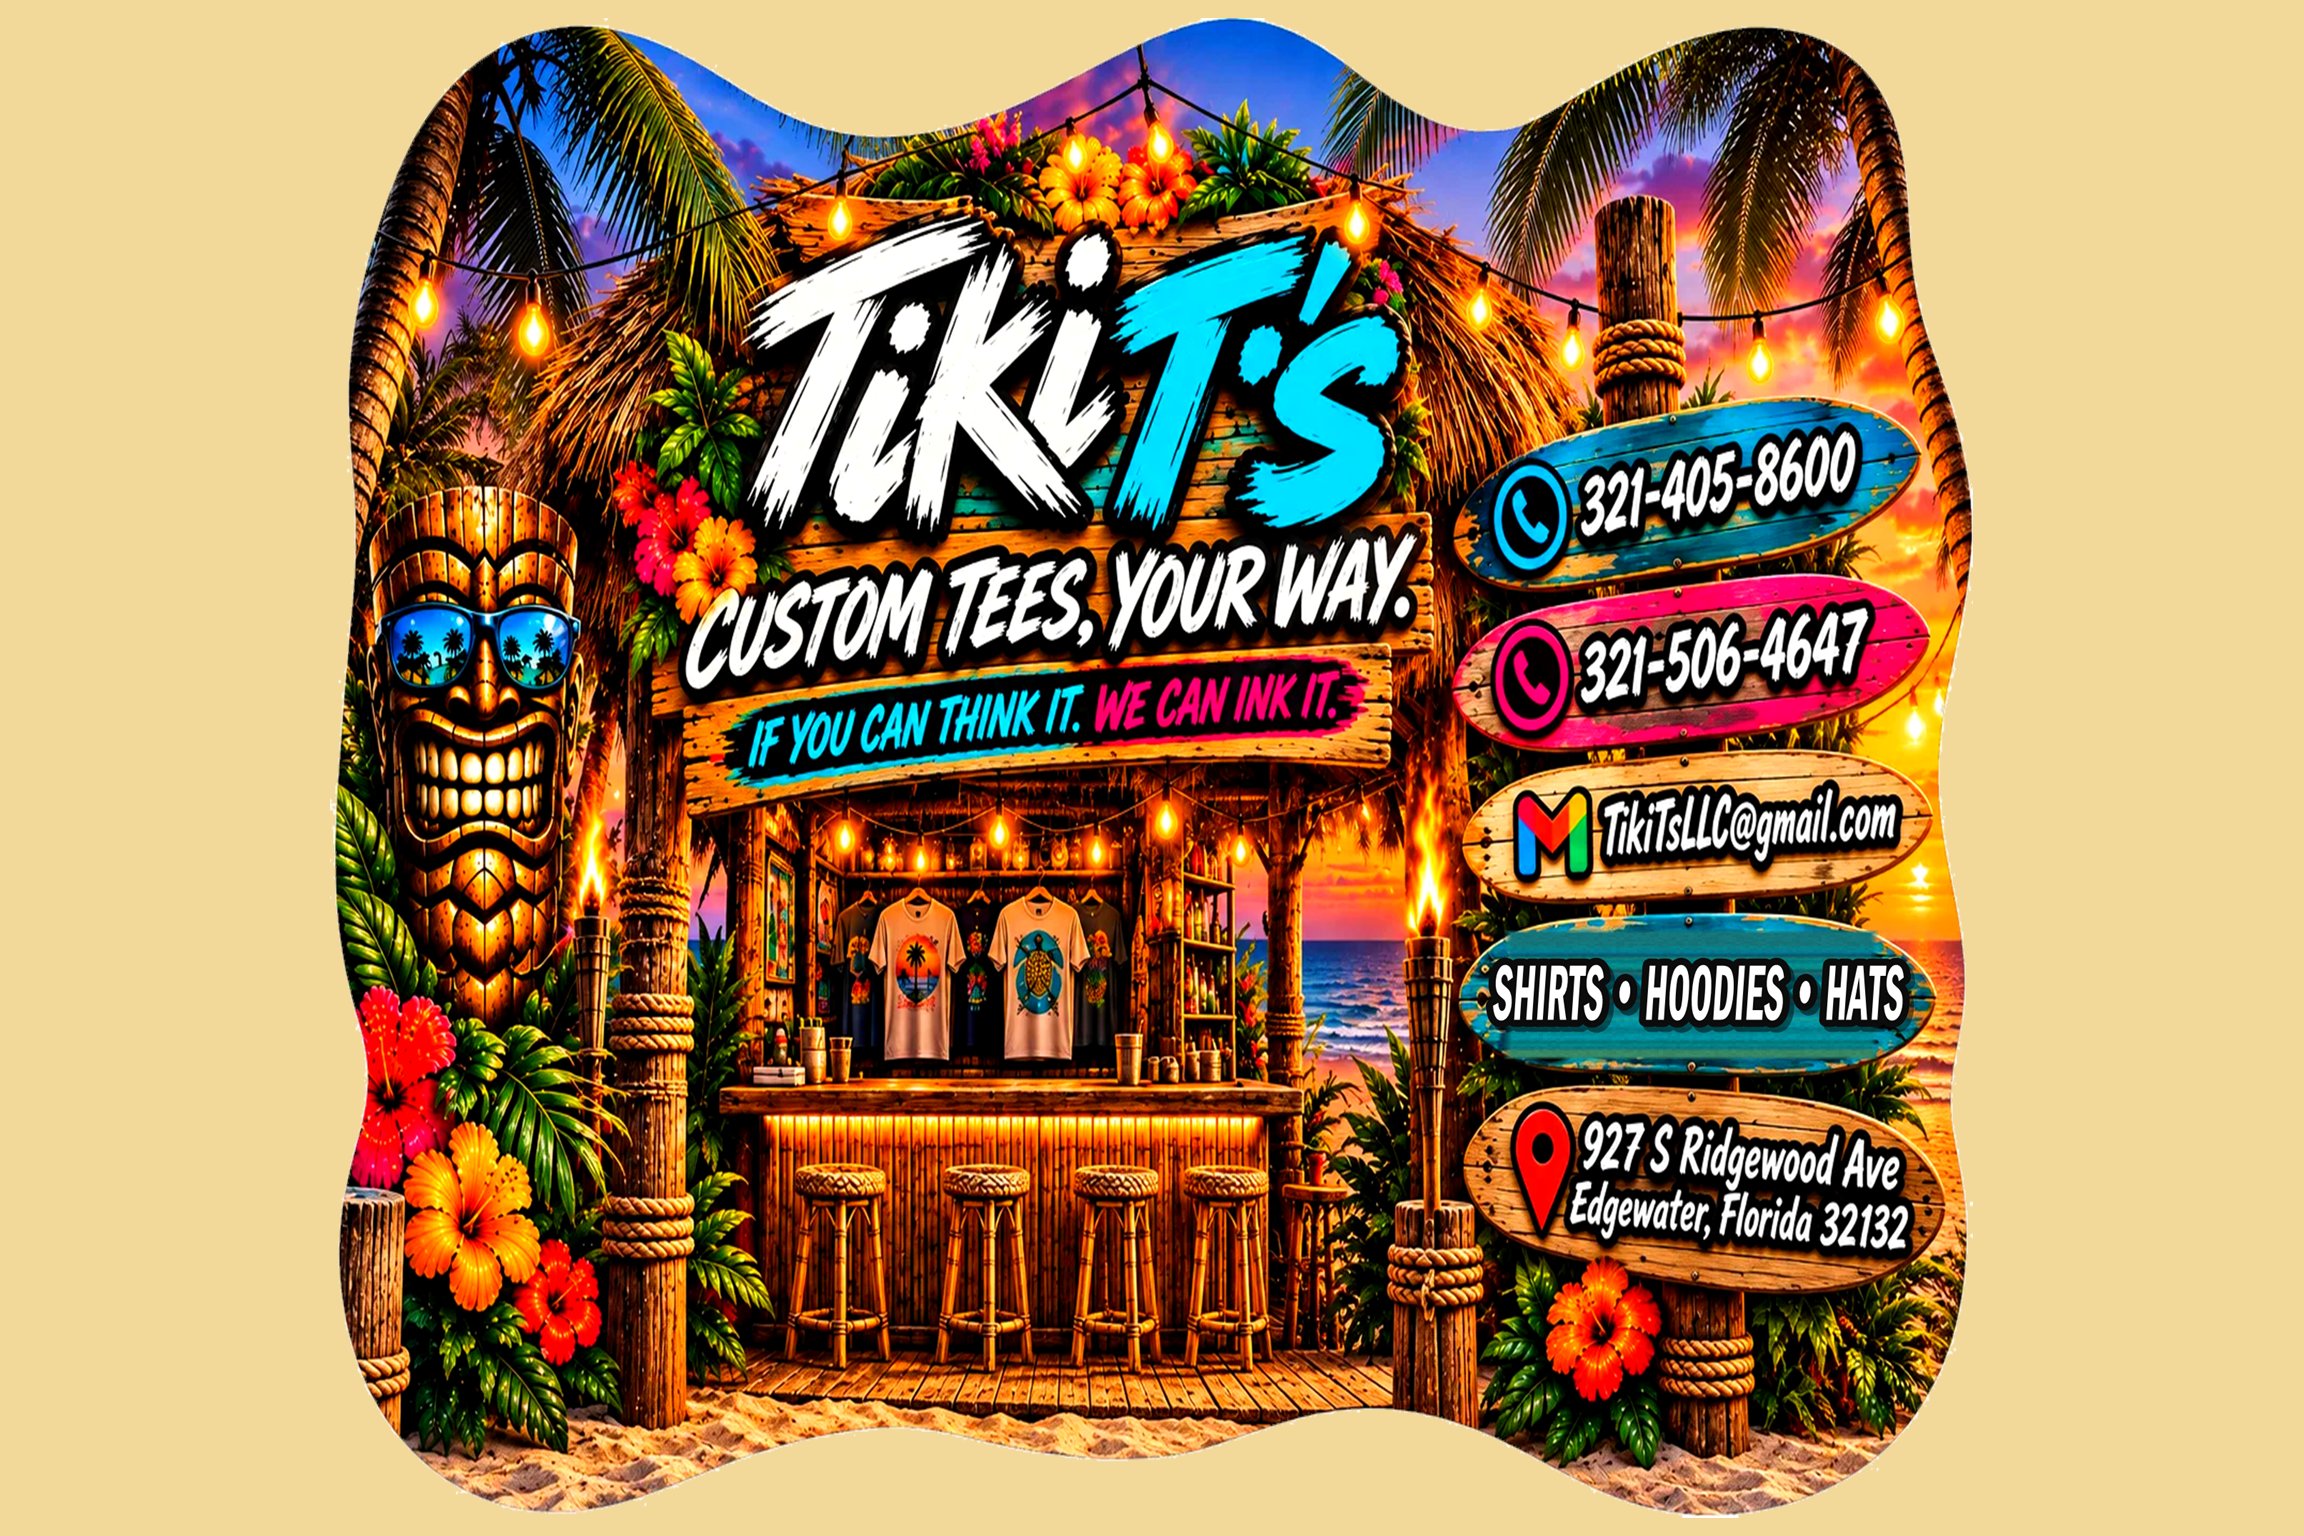 TiKi T's
CUSTOM TEES, YOUR WAY.
IF YOU CAN THINK IT. WE CAN INK IT.
321-405-8600
321-506-4647
TikiTsLLC@gmail.com
SHIRTS • HOODIES • HATS
927 S Ridgewood Ave
Edgewater, Florida 32132